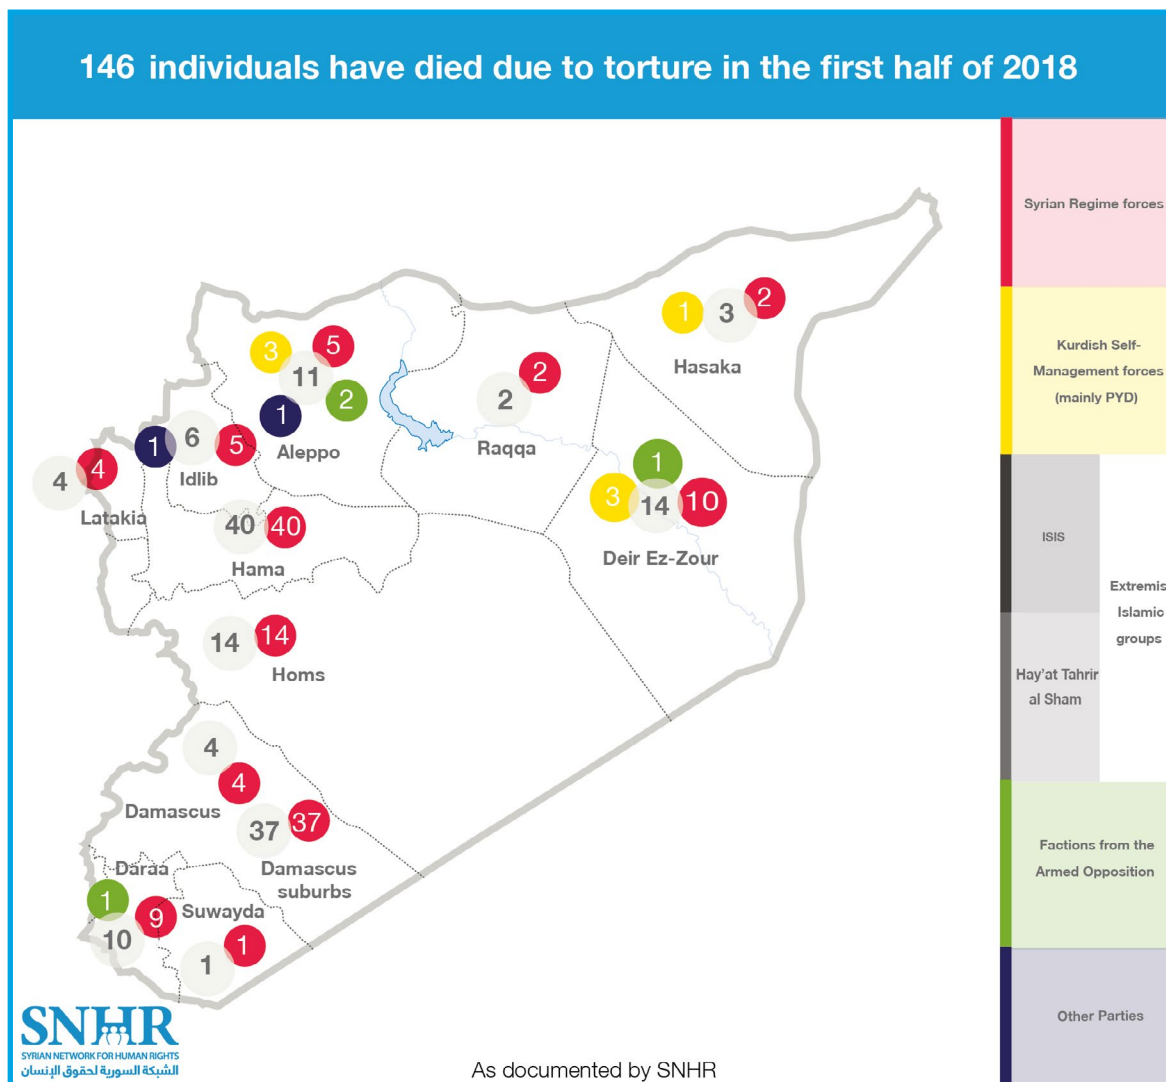 146 individuals have died due to torture in the first half of 2018
Syrian Regime forces
Kurdish Self-
Management forces
(mainly PYD)
ISIS
Extremis
Islamic
groups
Hay'at Tahrir
al Sham
Factions from the
Armed Opposition
Other Parties
1
3
2
Hasaka
3
5
11
2
1
Aleppo
2
2
Raqqa
1
6
5
Idlib
4
4
Latakia
1
3
14
10
Deir Ez-Zour
40
40
Hama
14
14
Homs
4
4
Damascus
37
37
Damascus
suburbs
Daraa
1
9
10
Suwayda
1
1
SNHR
SYRIAN NETWORK FOR HUMAN RIGHTS
الشبكة السورية لحقوق الإنسان
As documented by SNHR